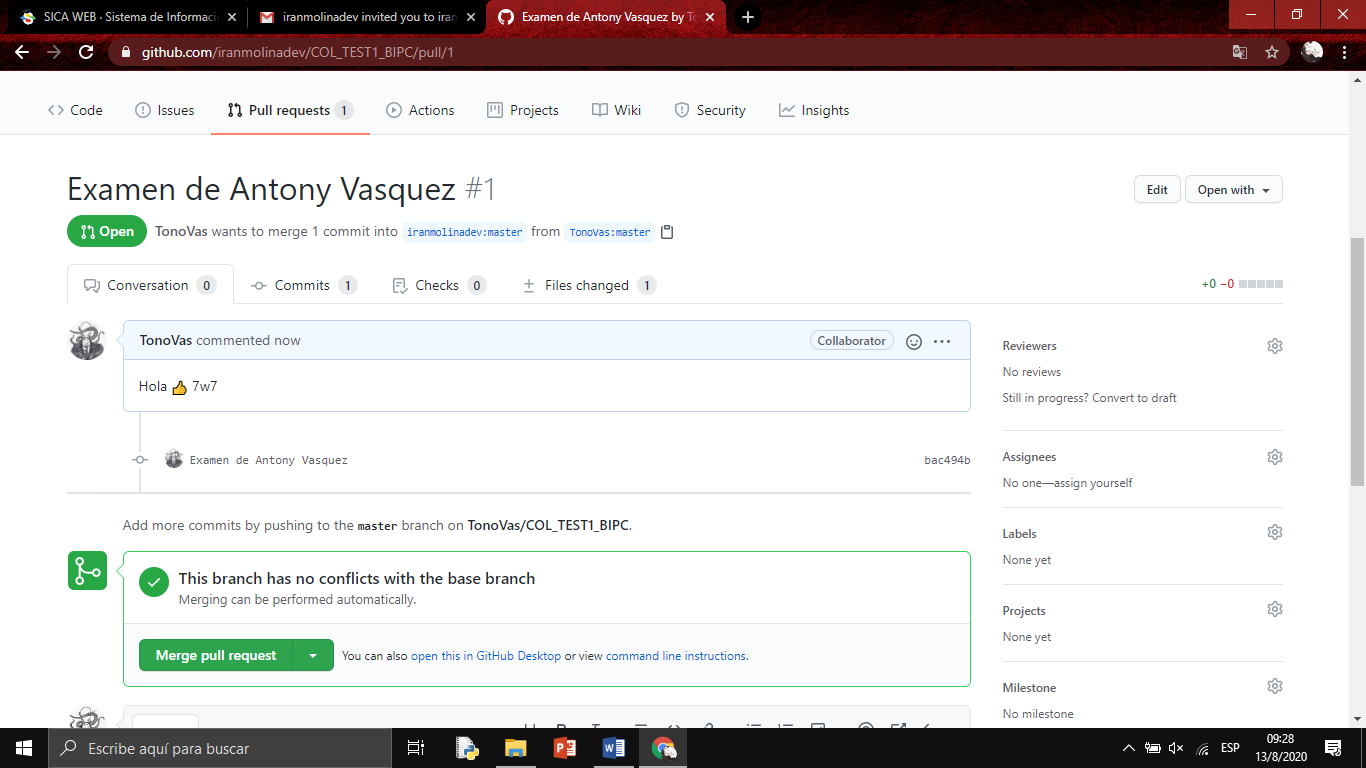 SICA WEB · Sistema de Informaci
iranmolinadev invited you to iran
Examen de Antony Vasquez by To
github.com/iranmolinadev/COL_TEST1_BIPC/pull/1
Code Issues Pull requests 1 Actions Projects Wiki Security Insights
Examen de Antony Vasquez #1
Edit Open with
Open TonoVas wants to merge 1 commit into iranmolinadev:master from TonoVas:master
Conversation 0 Commits 1 Checks 0 Files changed 1 +0 −0
TonoVas commented now Collaborator
Hola 👍 7w7
Examen de Antony Vasquez bac494b
Add more commits by pushing to the master branch on TonoVas/COL_TEST1_BIPC.
This branch has no conflicts with the base branch
Merging can be performed automatically.
Merge pull request You can also open this in GitHub Desktop or view command line instructions.
Reviewers
No reviews
Still in progress? Convert to draft
Assignees
No one—assign yourself
Labels
None yet
Projects
None yet
Milestone
No milestone
Escribe aquí para buscar
ESP
09:28
13/8/2020